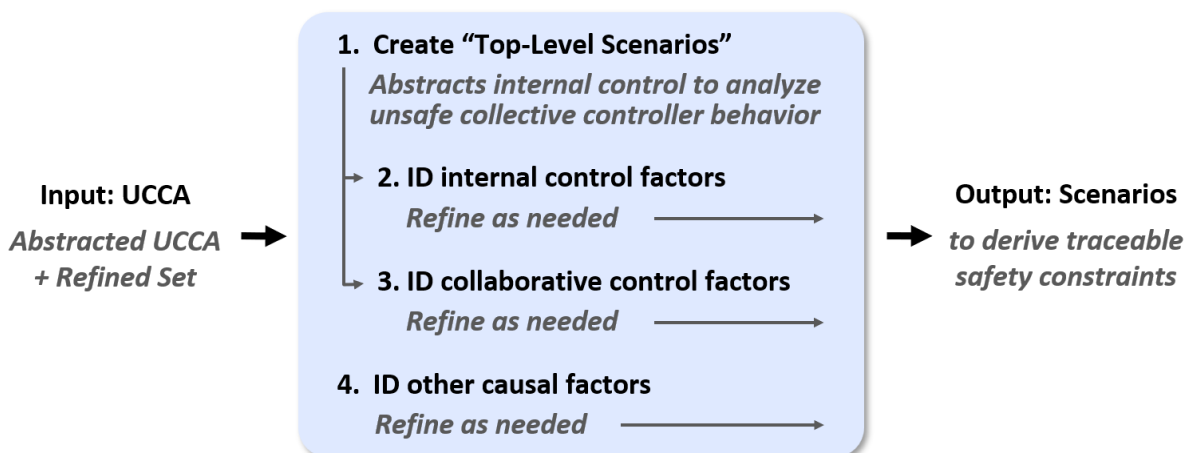 Input: UCCA
Abstracted UCCA
+ Refined Set
1. Create “Top-Level Scenarios”
Abstracts internal control to analyze
unsafe collective controller behavior
2. ID internal control factors
Refine as needed
3. ID collaborative control factors
Refine as needed
4. ID other causal factors
Refine as needed
Output: Scenarios
to derive traceable
safety constraints